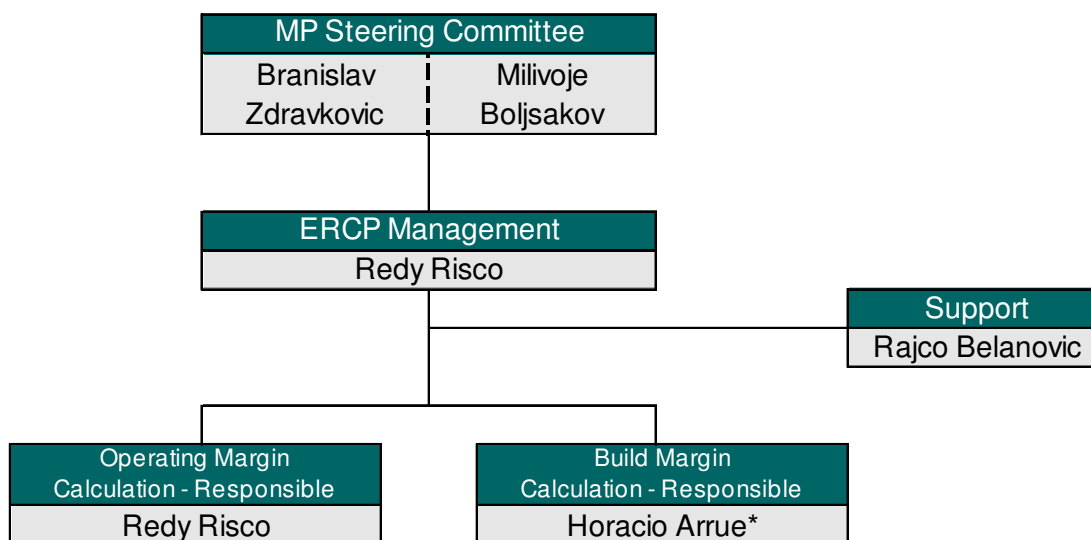 MP Steering Committee
Branislav Zdravkovic
Milivoje Boljsakov
ERCP Management
Redy Risco
Support
Rajco Belanovic
Operating Margin
Calculation - Responsible
Redy Risco
Build Margin
Calculation - Responsible
Horacio Arrue*